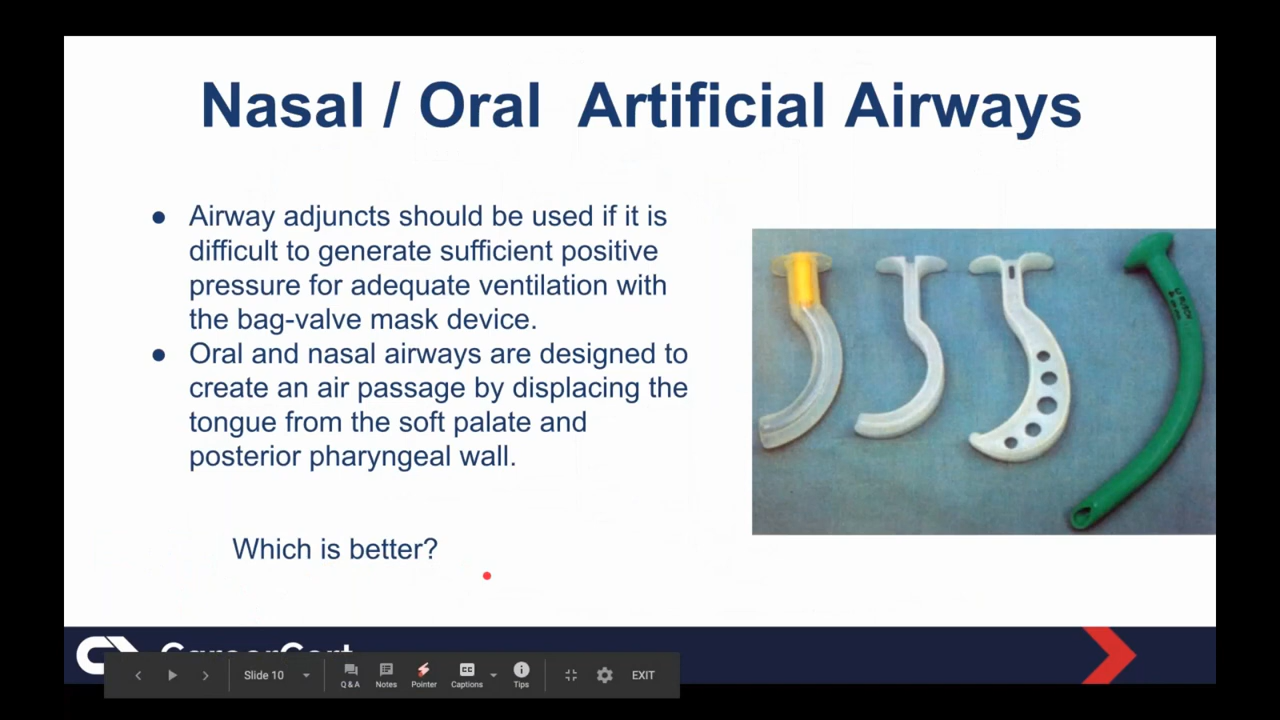 Nasal / Oral Artificial Airways
● Airway adjuncts should be used if it is
difficult to generate sufficient positive
pressure for adequate ventilation with
the bag-valve mask device.
● Oral and nasal airways are designed to
create an air passage by displacing the
tongue from the soft palate and
posterior pharyngeal wall.
Which is better?
CareerCert
Slide 10
Q & A
Notes
Pointer
CC
Captions
Tips
EXIT